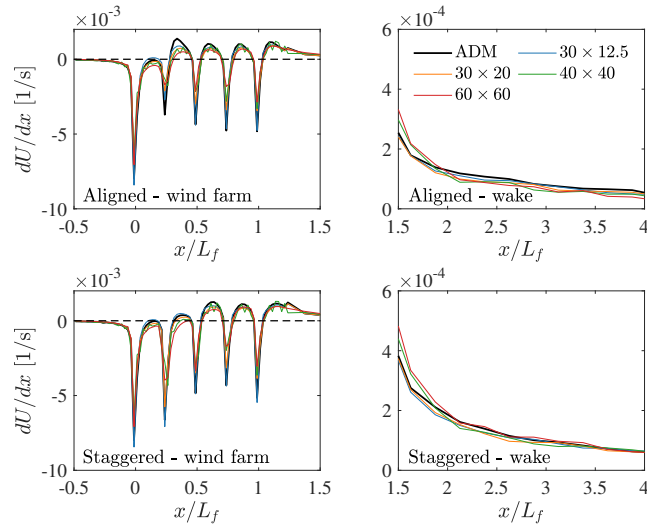 ×10⁻³
0
-5
-10
dU/dx [1/s]
Aligned - wind farm
-0.5 0 0.5 1 1.5
x/L_f
×10⁻⁴
6
4
2
0
ADM 30 × 12.5
30 × 20 40 × 40
60 × 60
Aligned - wake
1.5 2 2.5 3 3.5 4
x/L_f
×10⁻³
0
-5
-10
dU/dx [1/s]
Staggered - wind farm
-0.5 0 0.5 1 1.5
x/L_f
×10⁻⁴
6
4
2
0
Staggered - wake
1.5 2 2.5 3 3.5 4
x/L_f